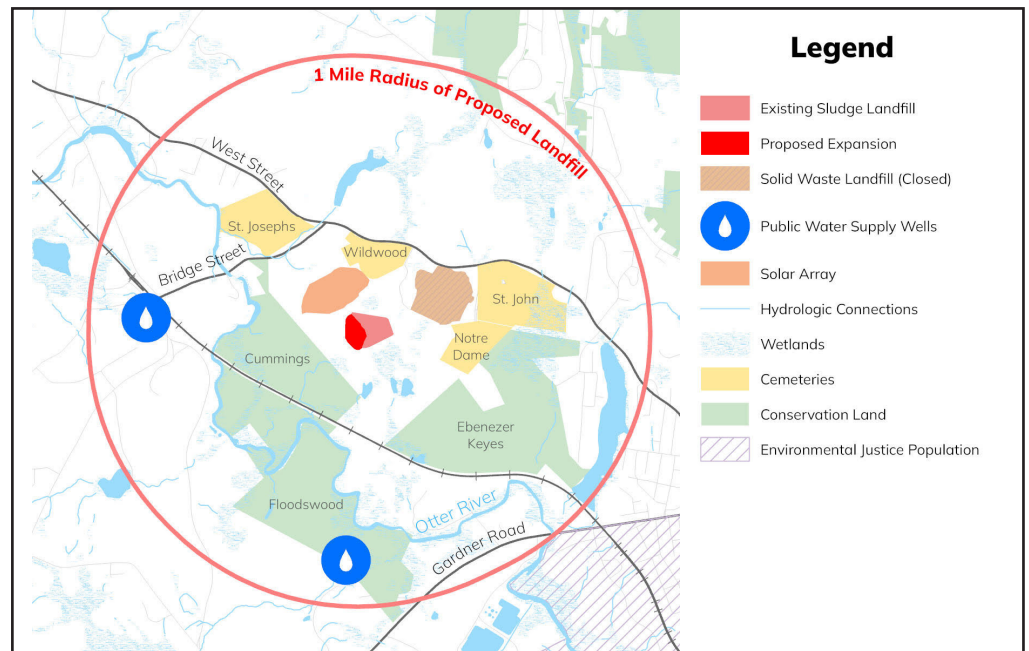 1 Mile Radius of Proposed Landfill
West Street
St. Josephs
Bridge Street
Wildwood
St. John
Notre
Dame
Cummings
Ebenezer
Keyes
Floodswood
Otter River
Gardner Road
Legend
Existing Sludge Landfill
Proposed Expansion
Solid Waste Landfill (Closed)
Public Water Supply Wells
Solar Array
Hydrologic Connections
Wetlands
Cemeteries
Conservation Land
Environmental Justice Population